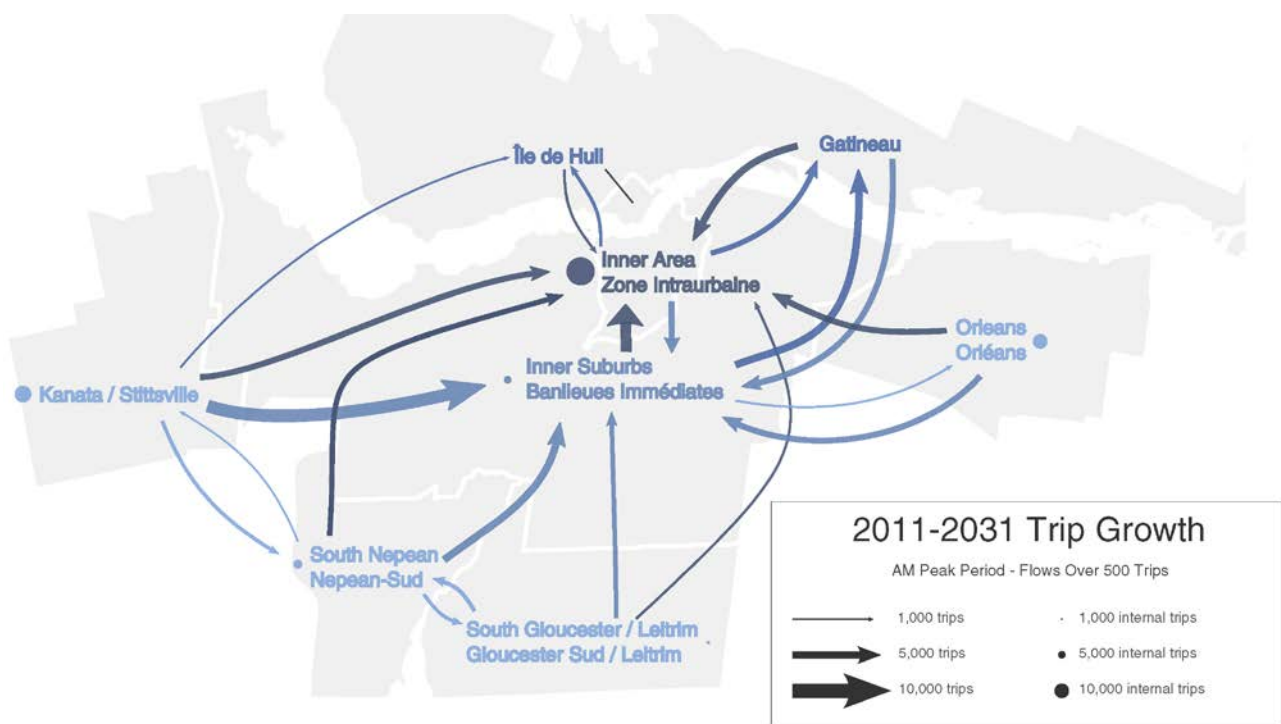 Île de Hull
Gatineau
Inner Area
Zone Intraurbaine
Orleans
Orléans
Inner Suburbs
Banlieues Immédiates
Kanata / Stittsville
South Nepean
Nepean-Sud
South Gloucester / Leitrim
Gloucester Sud / Leitrim
2011-2031 Trip Growth
AM Peak Period - Flows Over 500 Trips
1,000 trips
1,000 internal trips
5,000 trips
5,000 internal trips
10,000 trips
10,000 internal trips